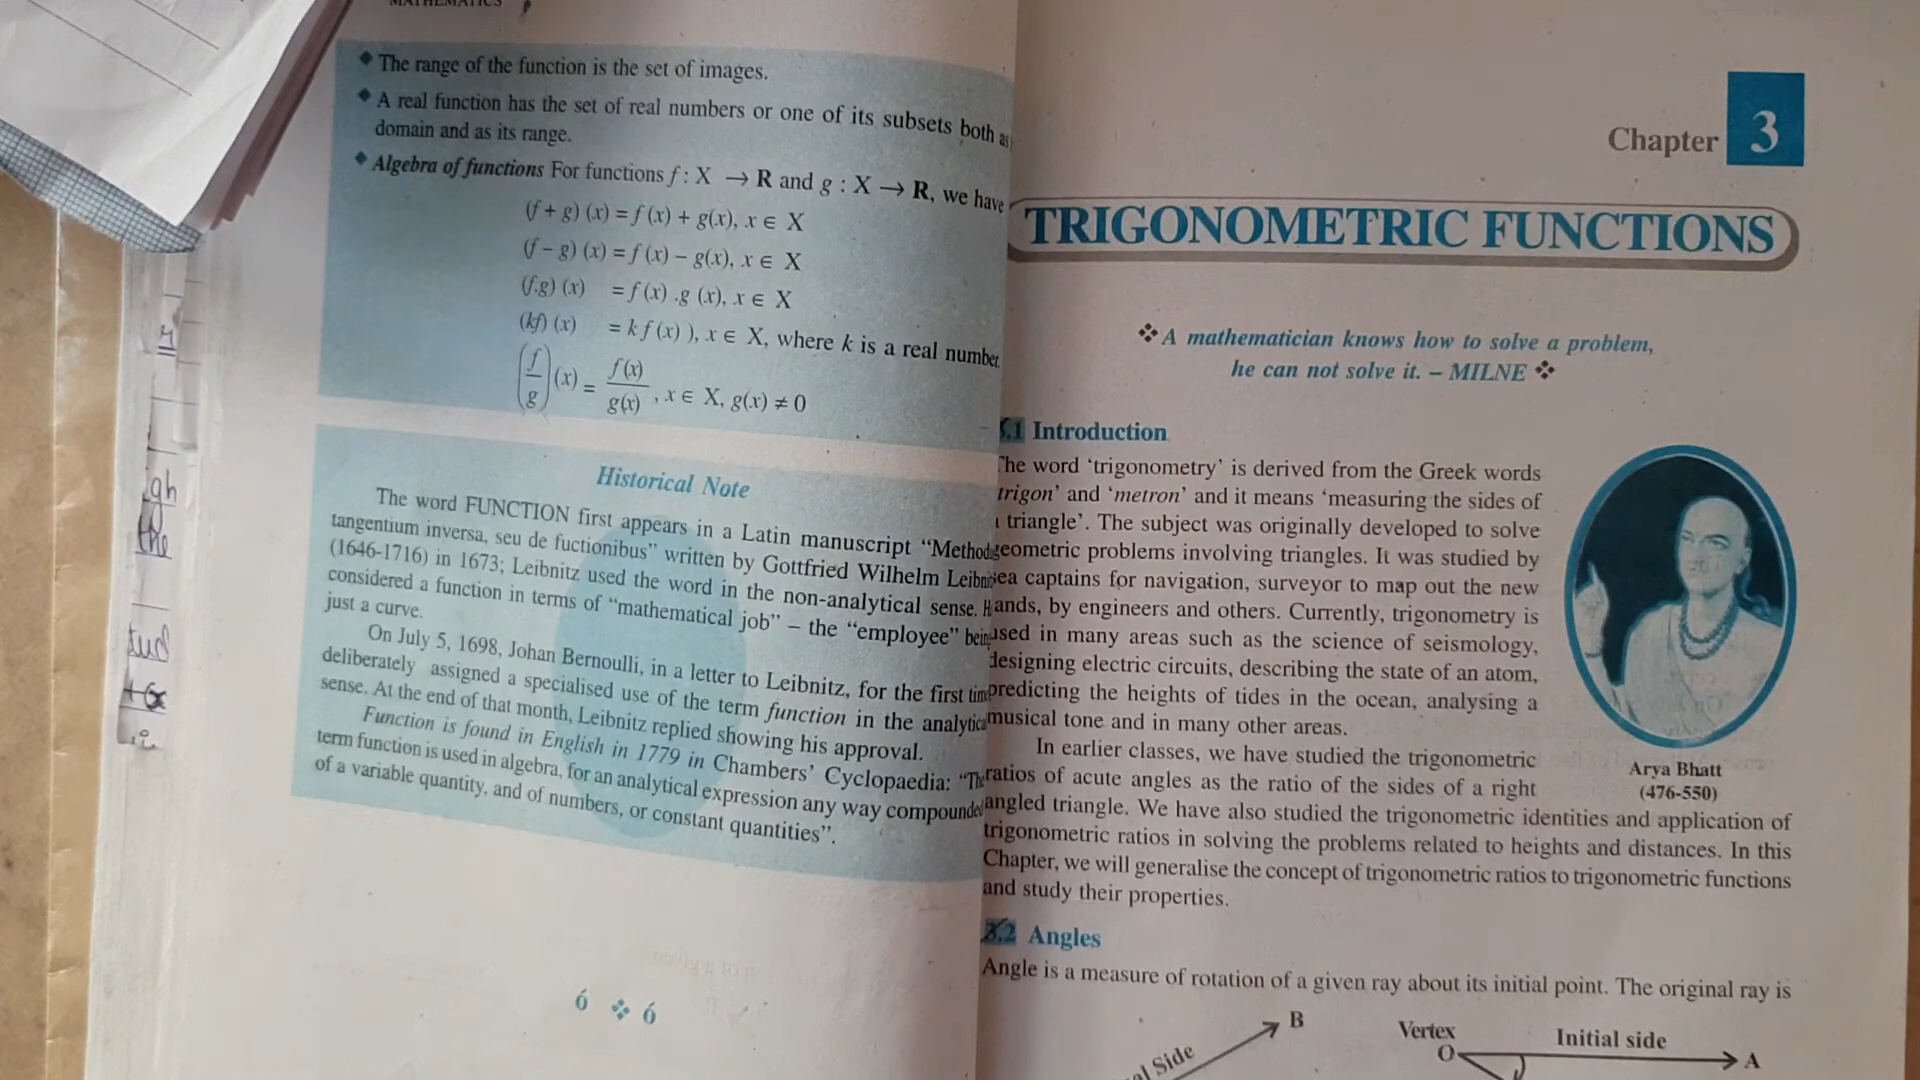 MATHEMATICS
◆ The range of the function is the set of images.
◆ A real function has the set of real numbers or one of its subsets both as
domain and as its range.
◆ Algebra of functions For functions f : X → R and g : X → R, we have
(f + g) (x) = f (x) + g(x), x ∈ X
(f – g) (x) = f (x) – g(x), x ∈ X
(f.g) (x) = f (x) .g (x), x ∈ X
(kf) (x) = k f (x) ), x ∈ X, where k is a real number.
(f/g) (x) = f (x)/g(x) , x ∈ X, g(x) ≠ 0
Historical Note
The word FUNCTION first appears in a Latin manuscript “Method
tangentium inversa, seu de fuctionibus” written by Gottfried Wilhelm Leibni
(1646-1716) in 1673; Leibnitz used the word in the non-analytical sense. H
considered a function in terms of “mathematical job” – the “employee” bein
just a curve.
On July 5, 1698, Johan Bernoulli, in a letter to Leibnitz, for the first tim
deliberately assigned a specialised use of the term function in the analytica
sense. At the end of that month, Leibnitz replied showing his approval.
Function is found in English in 1779 in Chambers’ Cyclopaedia: “The
term function is used in algebra, for an analytical expression any way compounded
of a variable quantity, and of numbers, or constant quantities”.
ó ❖ ó
Chapter 3
TRIGONOMETRIC FUNCTIONS
❖ A mathematician knows how to solve a problem,
he can not solve it. – MILNE ❖
.1 Introduction
The word ‘trigonometry’ is derived from the Greek words
trigon’ and ‘metron’ and it means ‘measuring the sides of
triangle’. The subject was originally developed to solve
geometric problems involving triangles. It was studied by
sea captains for navigation, surveyor to map out the new
ands, by engineers and others. Currently, trigonometry is
used in many areas such as the science of seismology,
designing electric circuits, describing the state of an atom,
predicting the heights of tides in the ocean, analysing a
musical tone and in many other areas.
Arya Bhatt
(476-550)
In earlier classes, we have studied the trigonometric
ratios of acute angles as the ratio of the sides of a right
angled triangle. We have also studied the trigonometric identities and application of
trigonometric ratios in solving the problems related to heights and distances. In this
Chapter, we will generalise the concept of trigonometric ratios to trigonometric functions
and study their properties.
3.2 Angles
Angle is a measure of rotation of a given ray about its initial point. The original ray is
B
al Side
Vertex
O
Initial side
A
gh
the